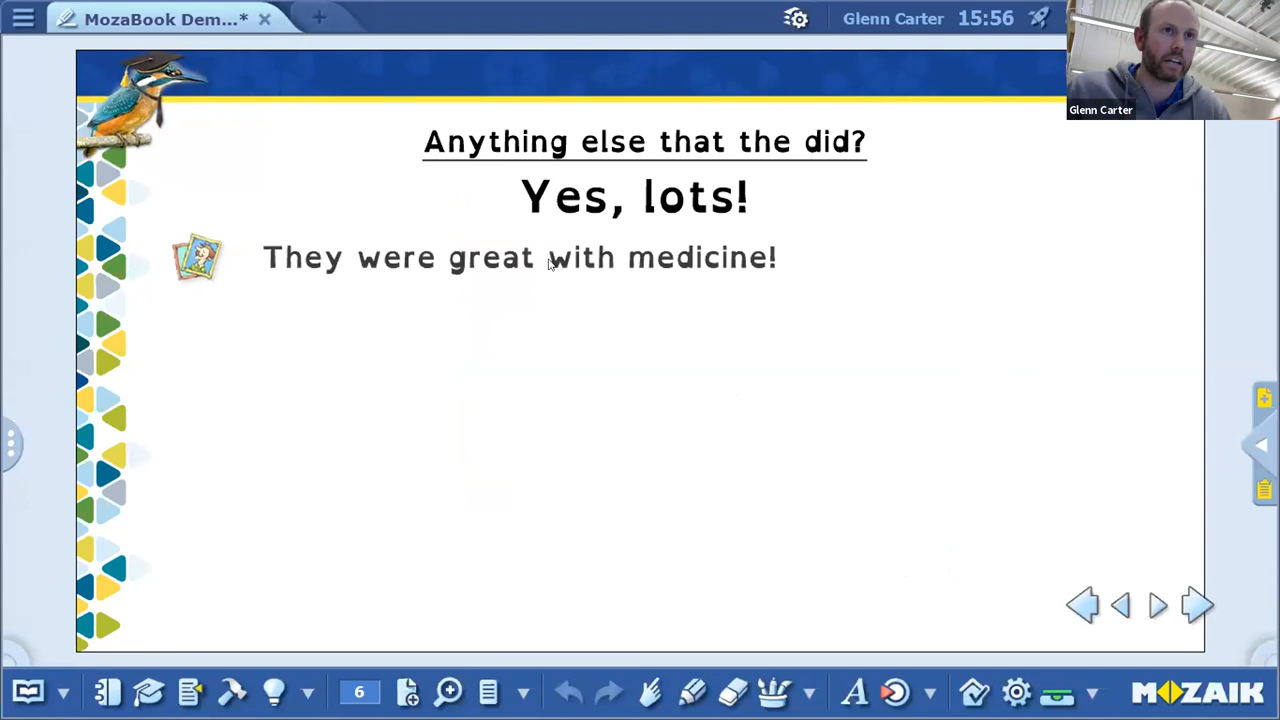 MozaBook Dem...*
Glenn Carter
15:56
Glenn Carter
Anything else that the did?
Yes, lots!
They were great with medicine!
6
A
MOZAIK